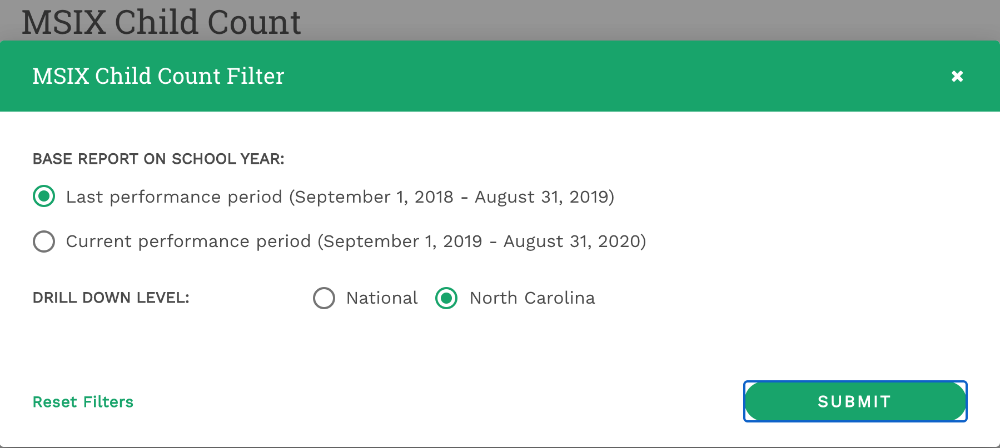 MSIX Child Count
MSIX Child Count Filter
BASE REPORT ON SCHOOL YEAR:
Last performance period (September 1, 2018 - August 31, 2019)
Current performance period (September 1, 2019 - August 31, 2020)
DRILL DOWN LEVEL: National North Carolina
Reset Filters SUBMIT